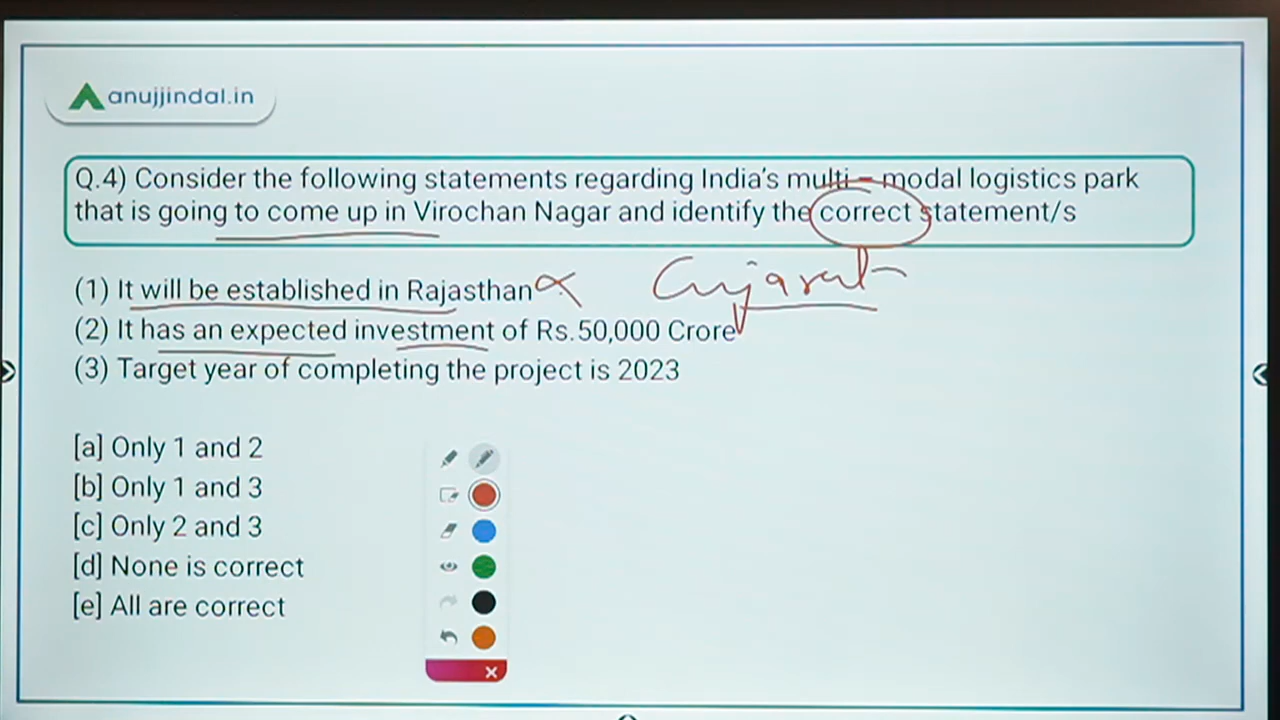 anujjindal.in
Q.4) Consider the following statements regarding India's multi – modal logistics park
that is going to come up in Virochan Nagar and identify the correct statement/s
(1) It will be established in Rajasthan
Gujarat
(2) It has an expected investment of Rs.50,000 Crore
(3) Target year of completing the project is 2023
[a] Only 1 and 2
[b] Only 1 and 3
[c] Only 2 and 3
[d] None is correct
[e] All are correct